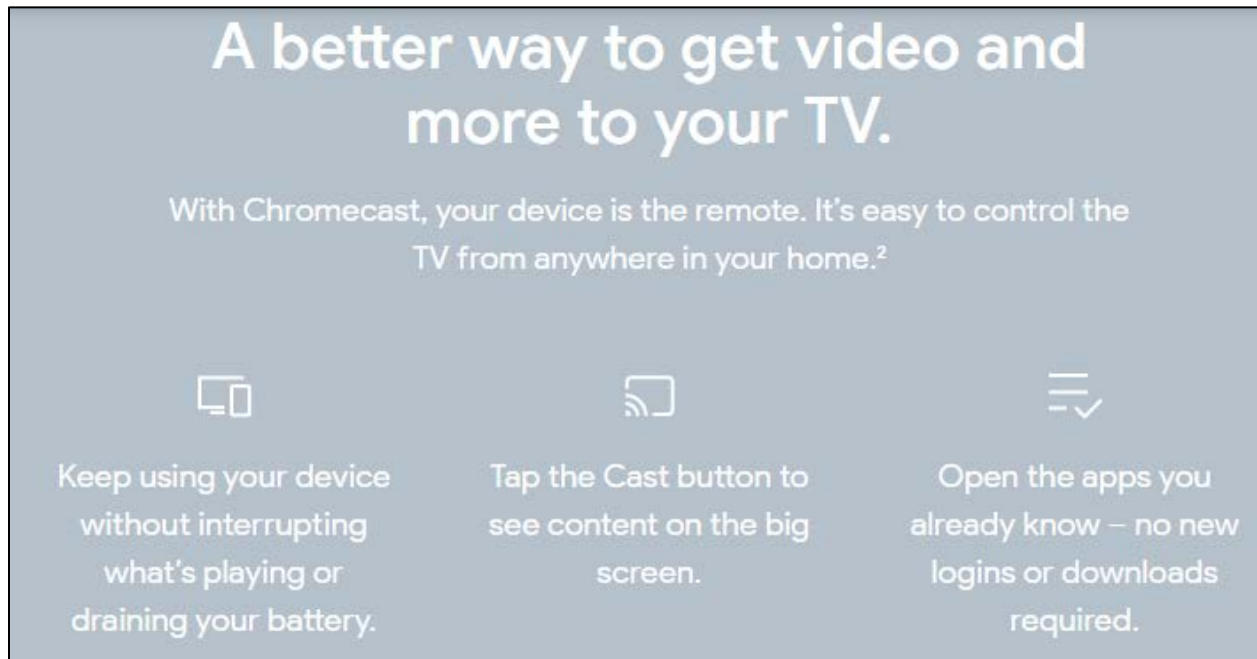 A better way to get video and
more to your TV.
With Chromecast, your device is the remote. It's easy to control the
TV from anywhere in your home.²
Keep using your device
without interrupting
what's playing or
draining your battery.
Tap the Cast button to
see content on the big
screen.
Open the apps you
already know – no new
logins or downloads
required.